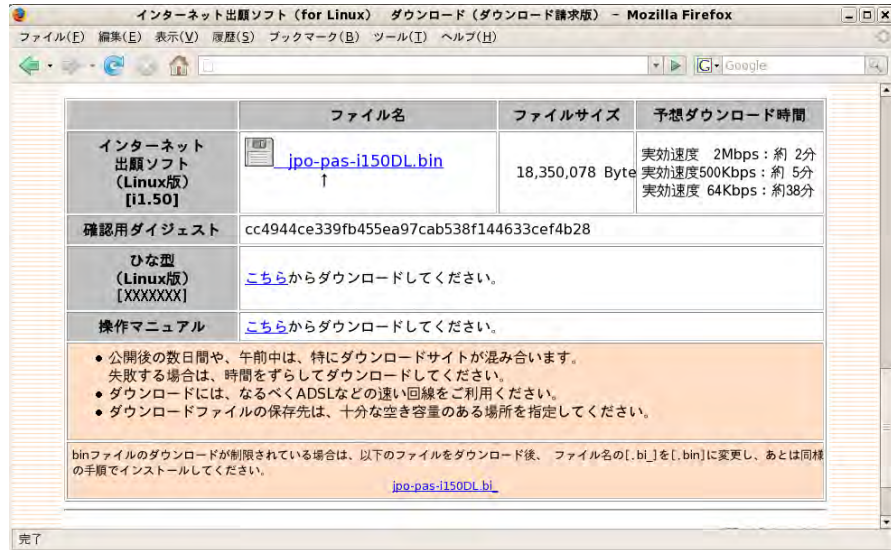 インターネット出願ソフト（for Linux） ダウンロード（ダウンロード請求版） - Mozilla Firefox
ファイル(F) 編集(E) 表示(V) 履歴(S) ブックマーク(B) ツール(T) ヘルプ(H)
G Google
ファイル名 ファイルサイズ 予想ダウンロード時間
インターネット
出願ソフト
（Linux版）
[i1.50]
jpo-pas-i150DL.bin
↑
18,350,078 Byte
実効速度 2Mbps：約 2分
実効速度500Kbps：約 5分
実効速度 64Kbps：約38分
確認用ダイジェスト cc4944ce339fb455ea97cab538f144633cef4b28
ひな型
（Linux版）
[XXXXXXX]
こちらからダウンロードしてください。
操作マニュアル こちらからダウンロードしてください。
● 公開後の数日間や、午前中は、特にダウンロードサイトが混み合います。
失敗する場合は、時間をずらしてダウンロードしてください。
● ダウンロードには、なるべくADSLなどの速い回線をご利用ください。
● ダウンロードファイルの保存先は、十分な空き容量のある場所を指定してください。
binファイルのダウンロードが制限されている場合は、以下のファイルをダウンロード後、 ファイル名の[.bi_]を[.bin]に変更し、あとは同様
の手順でインストールしてください。
jpo-pas-i150DL.bi_
完了